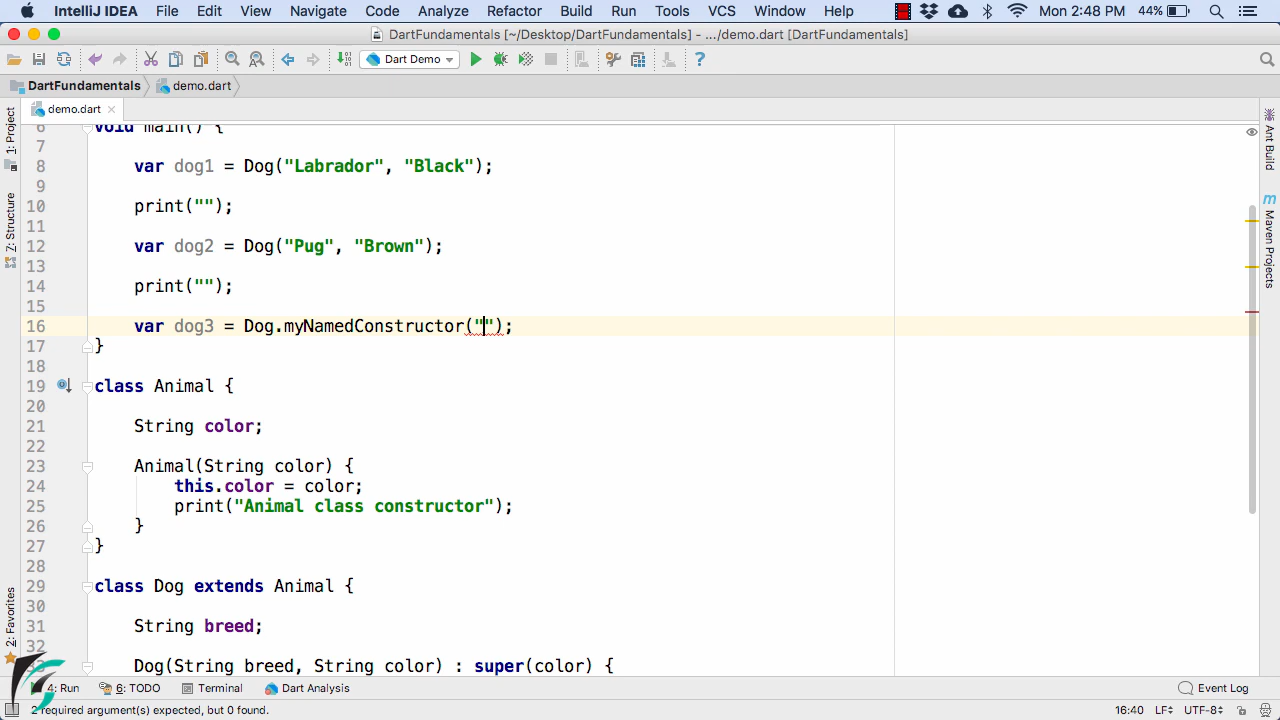 IntelliJ IDEA File Edit View Navigate Code Analyze Refactor Build Run Tools VCS Window Help Mon 2:48 PM 44%
DartFundamentals [~/Desktop/DartFundamentals] - .../demo.dart [DartFundamentals]
Dart Demo
DartFundamentals demo.dart
demo.dart
1: Project
Z: Structure
2: Favorites
6 void main() {
7
8 var dog1 = Dog("Labrador", "Black");
9
10 print("");
11
12 var dog2 = Dog("Pug", "Brown");
13
14 print("");
15
16 var dog3 = Dog.myNamedConstructor("");
17 }
18
19 class Animal {
20
21 String color;
22
23 Animal(String color) {
24 this.color = color;
25 print("Animal class constructor");
26 }
27 }
28
29 class Dog extends Animal {
30
31 String breed;
32
33 Dog(String breed, String color) : super(color) {
Ant Build
m Maven Projects
4: Run 6: TODO Terminal Dart Analysis Event Log
2 required argument(s) expected, but 0 found. 16:40 LF UTF-8